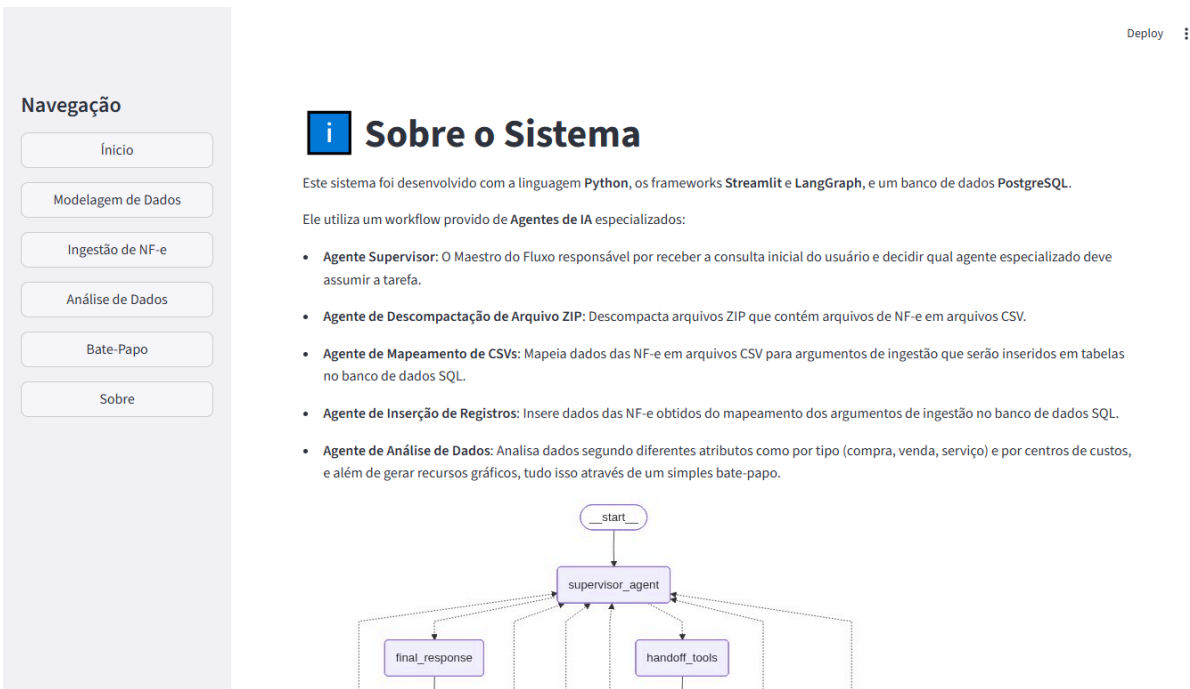 Deploy
Navegação
Ínicio
Modelagem de Dados
Ingestão de NF-e
Análise de Dados
Bate-Papo
Sobre
i Sobre o Sistema
Este sistema foi desenvolvido com a linguagem Python, os frameworks Streamlit e LangGraph, e um banco de dados PostgreSQL.
Ele utiliza um workflow provido de Agentes de IA especializados:
• Agente Supervisor: O Maestro do Fluxo responsável por receber a consulta inicial do usuário e decidir qual agente especializado deve
assumir a tarefa.
• Agente de Descompactação de Arquivo ZIP: Descompacta arquivos ZIP que contém arquivos de NF-e em arquivos CSV.
• Agente de Mapeamento de CSVs: Mapeia dados das NF-e em arquivos CSV para argumentos de ingestão que serão inseridos em tabelas
no banco de dados SQL.
• Agente de Inserção de Registros: Insere dados das NF-e obtidos do mapeamento dos argumentos de ingestão no banco de dados SQL.
• Agente de Análise de Dados: Analisa dados segundo diferentes atributos como por tipo (compra, venda, serviço) e por centros de custos,
e além de gerar recursos gráficos, tudo isso através de um simples bate-papo.
__start__
supervisor_agent
final_response
handoff_tools